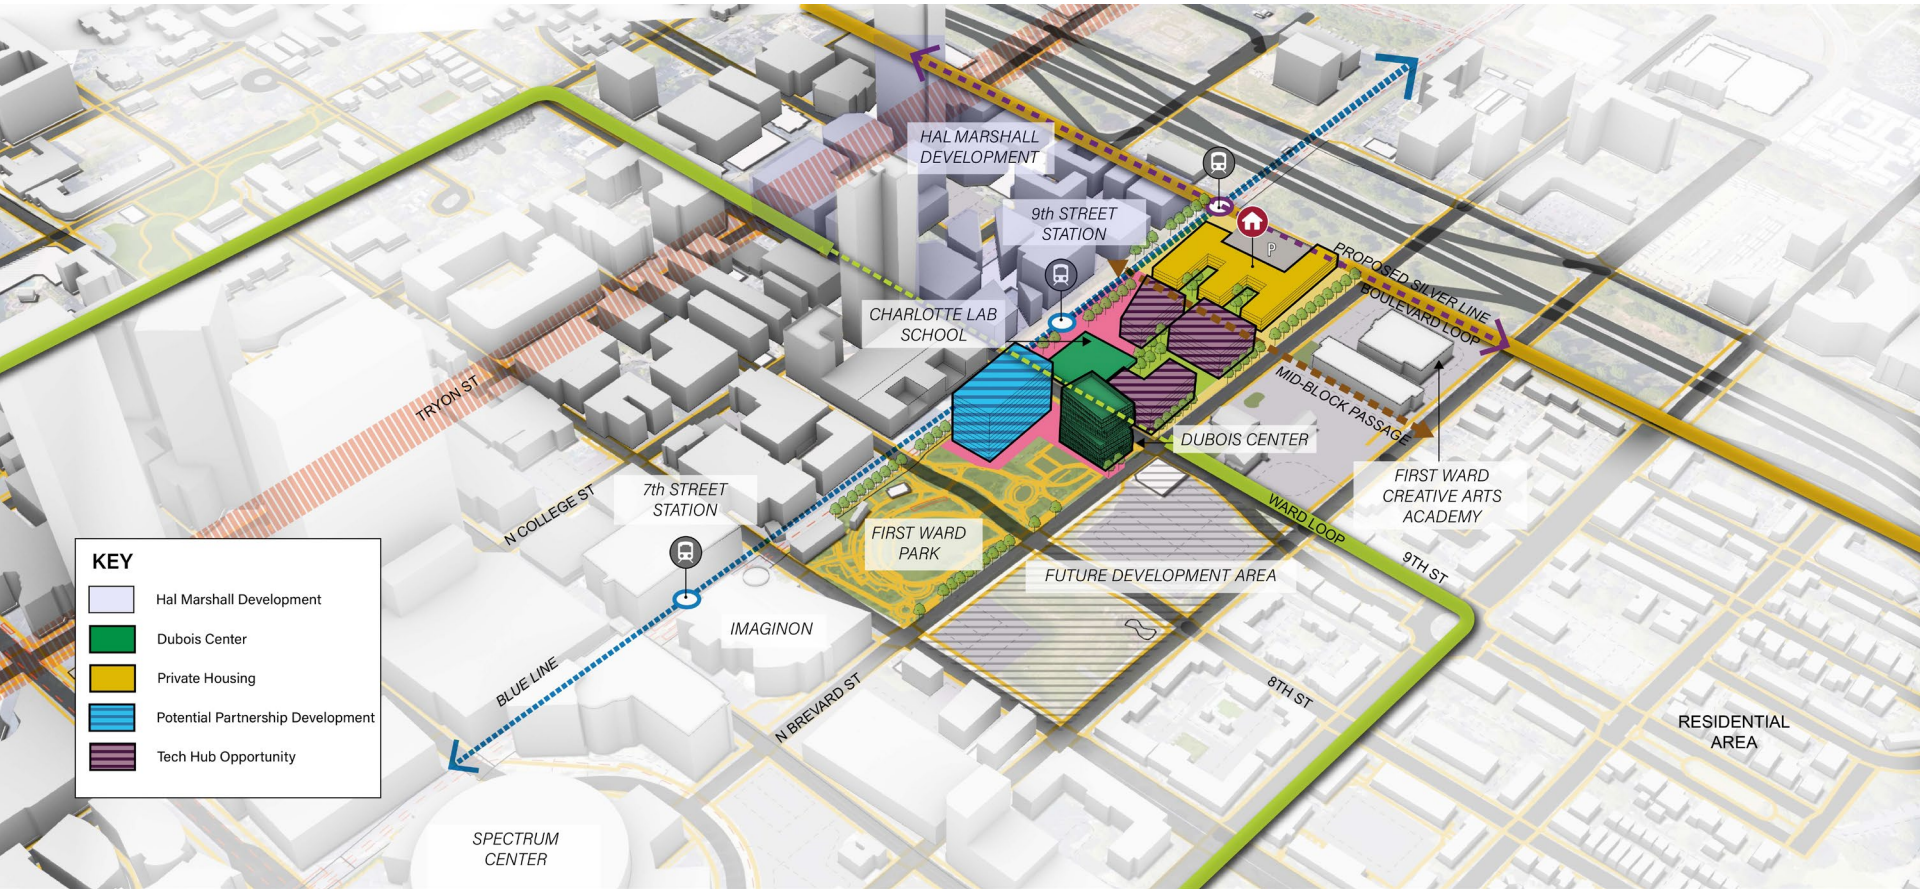 HAL MARSHALL
DEVELOPMENT
9th STREET
STATION
P
PROPOSED SILVER LINE
BOULEVARD LOOP
CHARLOTTE LAB
SCHOOL
TRYON ST
MID-BLOCK PASSAGE
DUBOIS CENTER
FIRST WARD
CREATIVE ARTS
ACADEMY
7th STREET
STATION
N COLLEGE ST
WARD LOOP
FIRST WARD
PARK
9TH ST
FUTURE DEVELOPMENT AREA
IMAGINON
BLUE LINE
N BREVARD ST
8TH ST
RESIDENTIAL
AREA
SPECTRUM
CENTER
KEY
Hal Marshall Development
Dubois Center
Private Housing
Potential Partnership Development
Tech Hub Opportunity